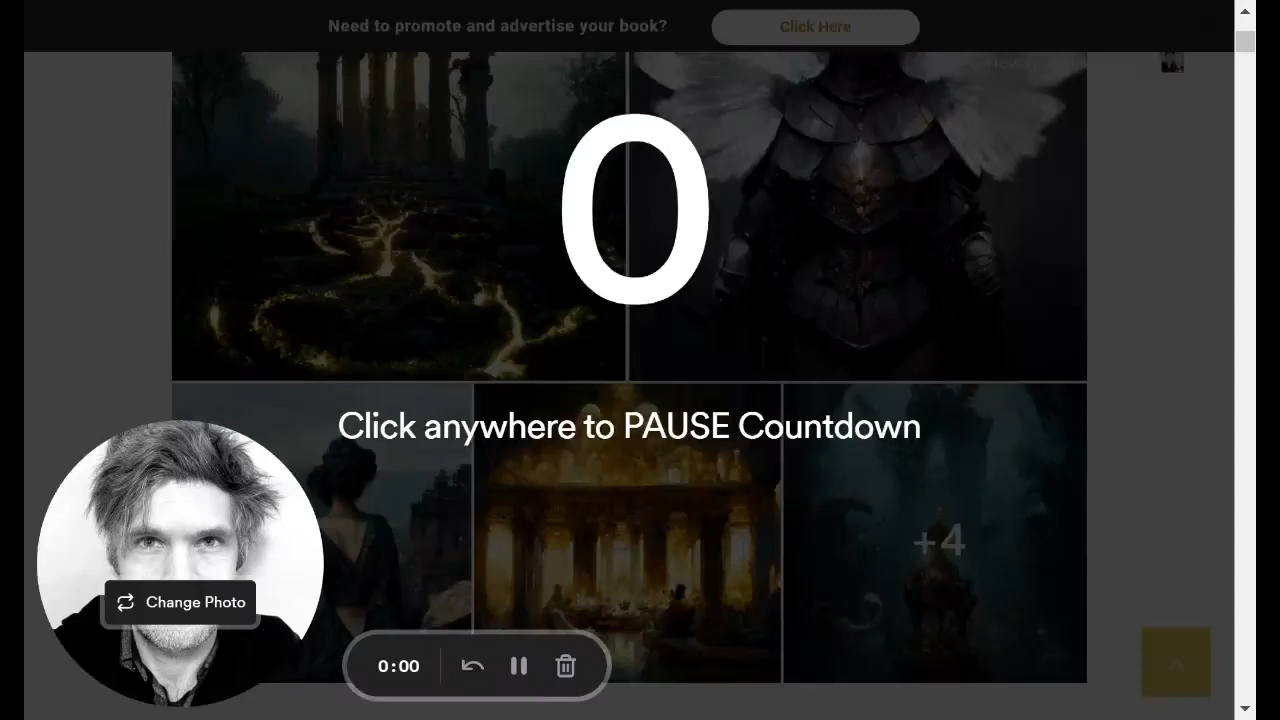 Need to promote and advertise your book?
Click Here
0
Click anywhere to PAUSE Countdown
+4
Change Photo
0:00